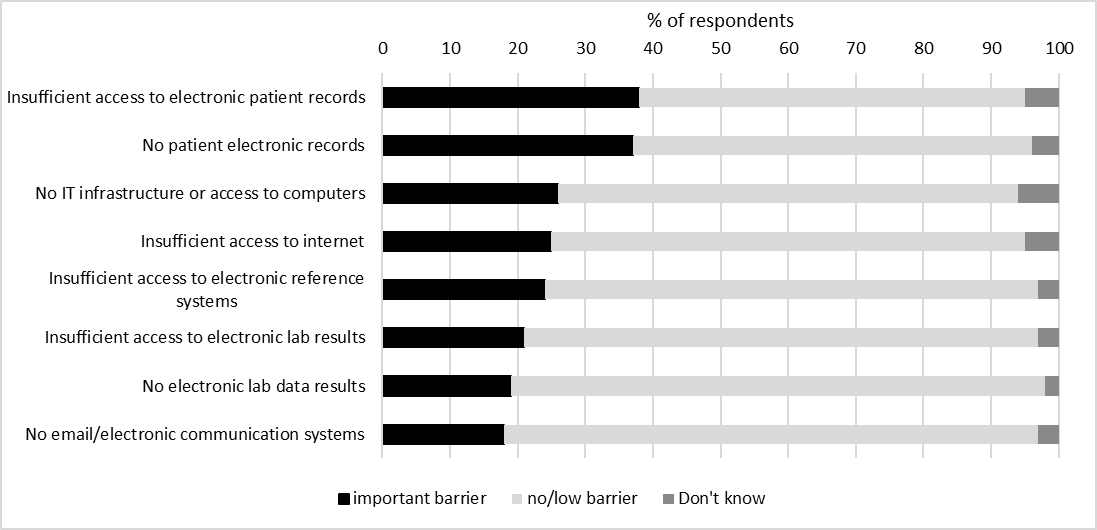 % of respondents
0 10 20 30 40 50 60 70 80 90 100
Insufficient access to electronic patient records
No patient electronic records
No IT infrastructure or access to computers
Insufficient access to internet
Insufficient access to electronic reference
systems
Insufficient access to electronic lab results
No electronic lab data results
No email/electronic communication systems
important barrier no/low barrier Don't know